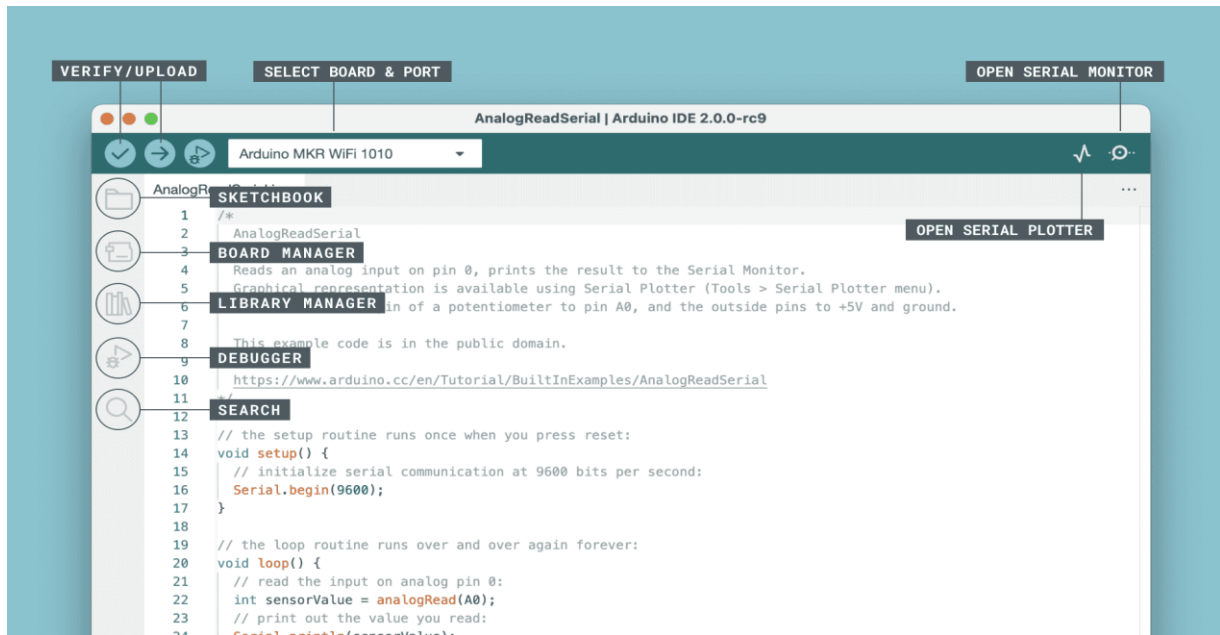 VERIFY/UPLOAD
SELECT BOARD & PORT
OPEN SERIAL MONITOR
AnalogReadSerial | Arduino IDE 2.0.0-rc9
Arduino MKR WiFi 1010
AnalogR
SKETCHBOOK
OPEN SERIAL PLOTTER
1 /*
2 AnalogReadSerial
3
BOARD MANAGER
4 Reads an analog input on pin 0, prints the result to the Serial Monitor.
5 Graphical representation is available using Serial Plotter (Tools > Serial Plotter menu).
LIBRARY MANAGER
6 in of a potentiometer to pin A0, and the outside pins to +5V and ground.
7
8 This example code is in the public domain.
9
DEBUGGER
10 https://www.arduino.cc/en/Tutorial/BuiltInExamples/AnalogReadSerial
11 */
SEARCH
12
13 // the setup routine runs once when you press reset:
14 void setup() {
15 // initialize serial communication at 9600 bits per second:
16 Serial.begin(9600);
17 }
18
19 // the loop routine runs over and over again forever:
20 void loop() {
21 // read the input on analog pin 0:
22 int sensorValue = analogRead(A0);
23 // print out the value you read:
24 Serial.println(sensorValue);